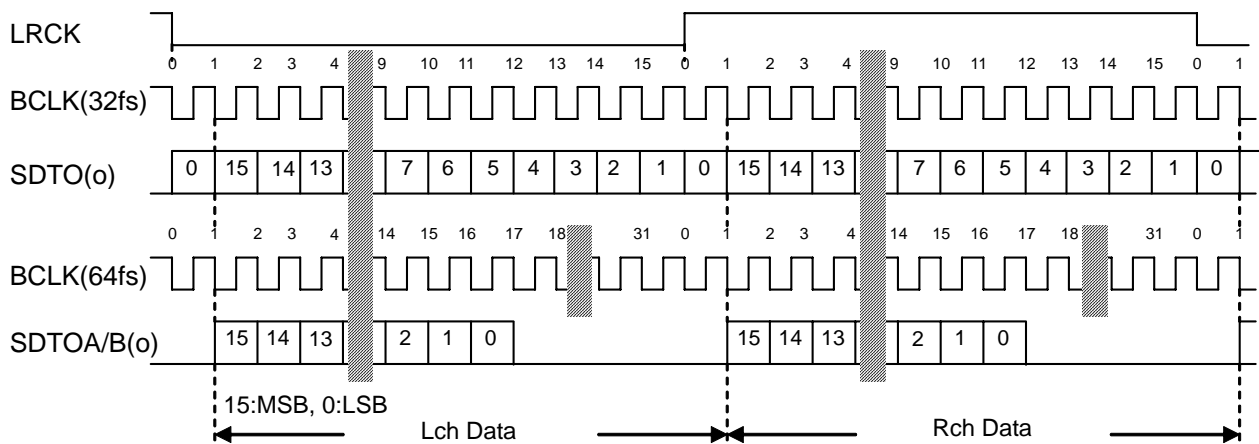 LRCK
0 1 2 3 4 9 10 11 12 13 14 15 0 1 2 3 4 9 10 11 12 13 14 15 0 1
BCLK(32fs)
SDTO(o) 0 15 14 13 7 6 5 4 3 2 1 0 15 14 13 7 6 5 4 3 2 1 0
0 1 2 3 4 14 15 16 17 18 31 0 1 2 3 4 14 15 16 17 18 31 0 1
BCLK(64fs)
SDTOA/B(o) 15 14 13 2 1 0 15 14 13 2 1 0
15:MSB, 0:LSB
Lch Data Rch Data